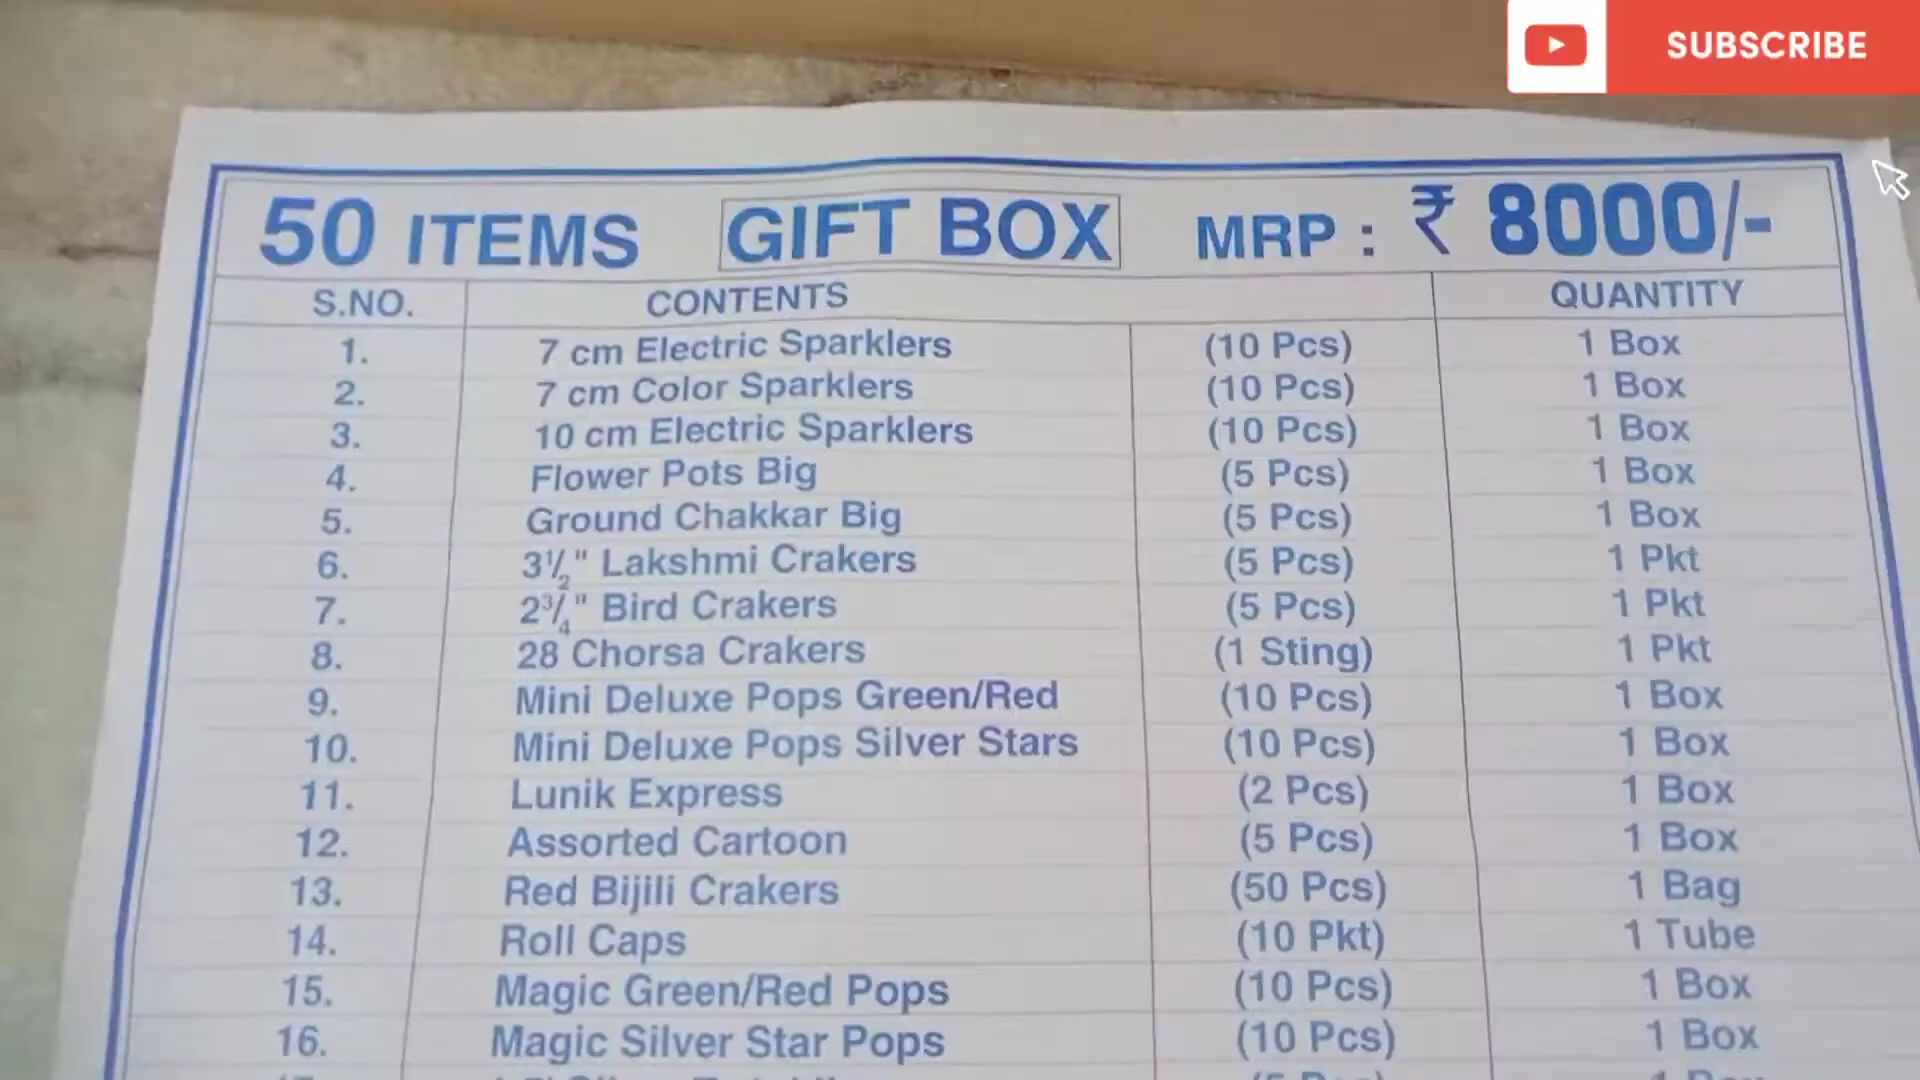 SUBSCRIBE
50 ITEMS GIFT BOX MRP : ₹ 8000/-
S.NO. CONTENTS QUANTITY
1. 7 cm Electric Sparklers (10 Pcs) 1 Box
2. 7 cm Color Sparklers (10 Pcs) 1 Box
3. 10 cm Electric Sparklers (10 Pcs) 1 Box
4. Flower Pots Big (5 Pcs) 1 Box
5. Ground Chakkar Big (5 Pcs) 1 Box
6. 3½" Lakshmi Crakers (5 Pcs) 1 Pkt
7. 2¾" Bird Crakers (5 Pcs) 1 Pkt
8. 28 Chorsa Crakers (1 Sting) 1 Pkt
9. Mini Deluxe Pops Green/Red (10 Pcs) 1 Box
10. Mini Deluxe Pops Silver Stars (10 Pcs) 1 Box
11. Lunik Express (2 Pcs) 1 Box
12. Assorted Cartoon (5 Pcs) 1 Box
13. Red Bijili Crakers (50 Pcs) 1 Bag
14. Roll Caps (10 Pkt) 1 Tube
15. Magic Green/Red Pops (10 Pcs) 1 Box
16. Magic Silver Star Pops (10 Pcs) 1 Box